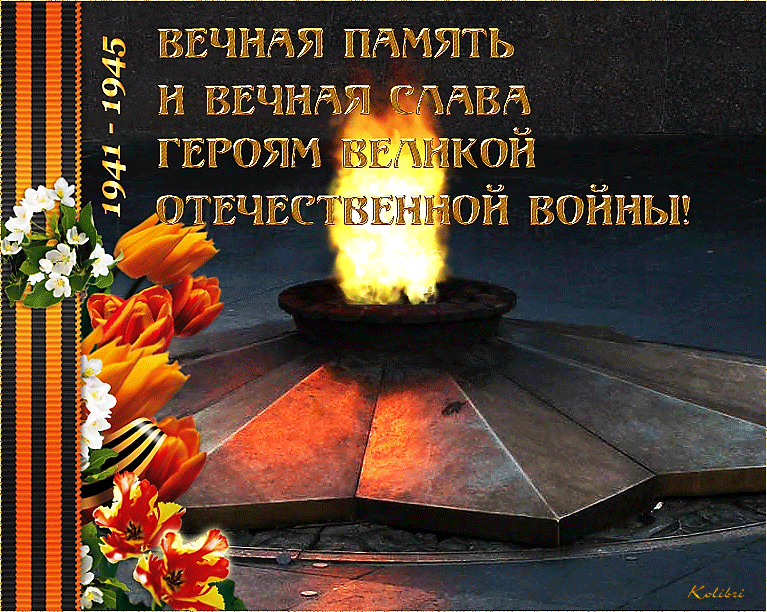 1941 - 1945
ВЕЧНАЯ ПАМЯТЬ
И ВЕЧНАЯ СЛАВА
ГЕРОЯМ ВЕЛИКОЙ
ОТЕЧЕСТВЕННОЙ ВОЙНЫ!
Kolibri